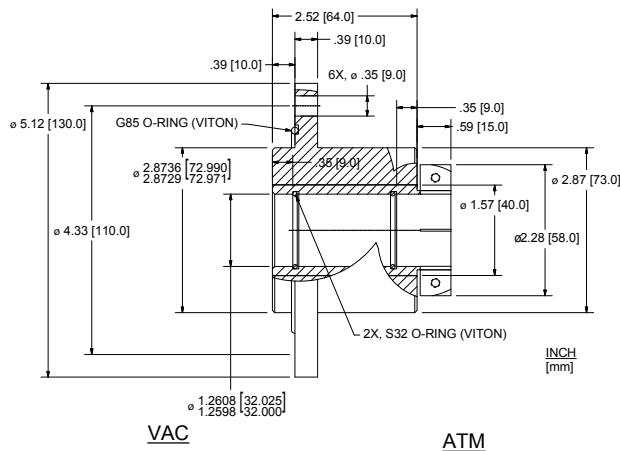 2.52 [64.0]
.39 [10.0]
.39 [10.0]
6X, ø .35 [9.0]
.35 [9.0]
.59 [15.0]
ø 5.12 [130.0]
G85 O-RING (VITON)
ø 2.8736 [72.990]
2.8729 [72.971]
.35 [9.0]
ø 2.87 [73.0]
ø 1.57 [40.0]
ø 4.33 [110.0]
ø2.28 [58.0]
2X, S32 O-RING (VITON)
INCH
[mm]
ø 1.2608 [32.025]
1.2598 [32.000]
VAC
ATM